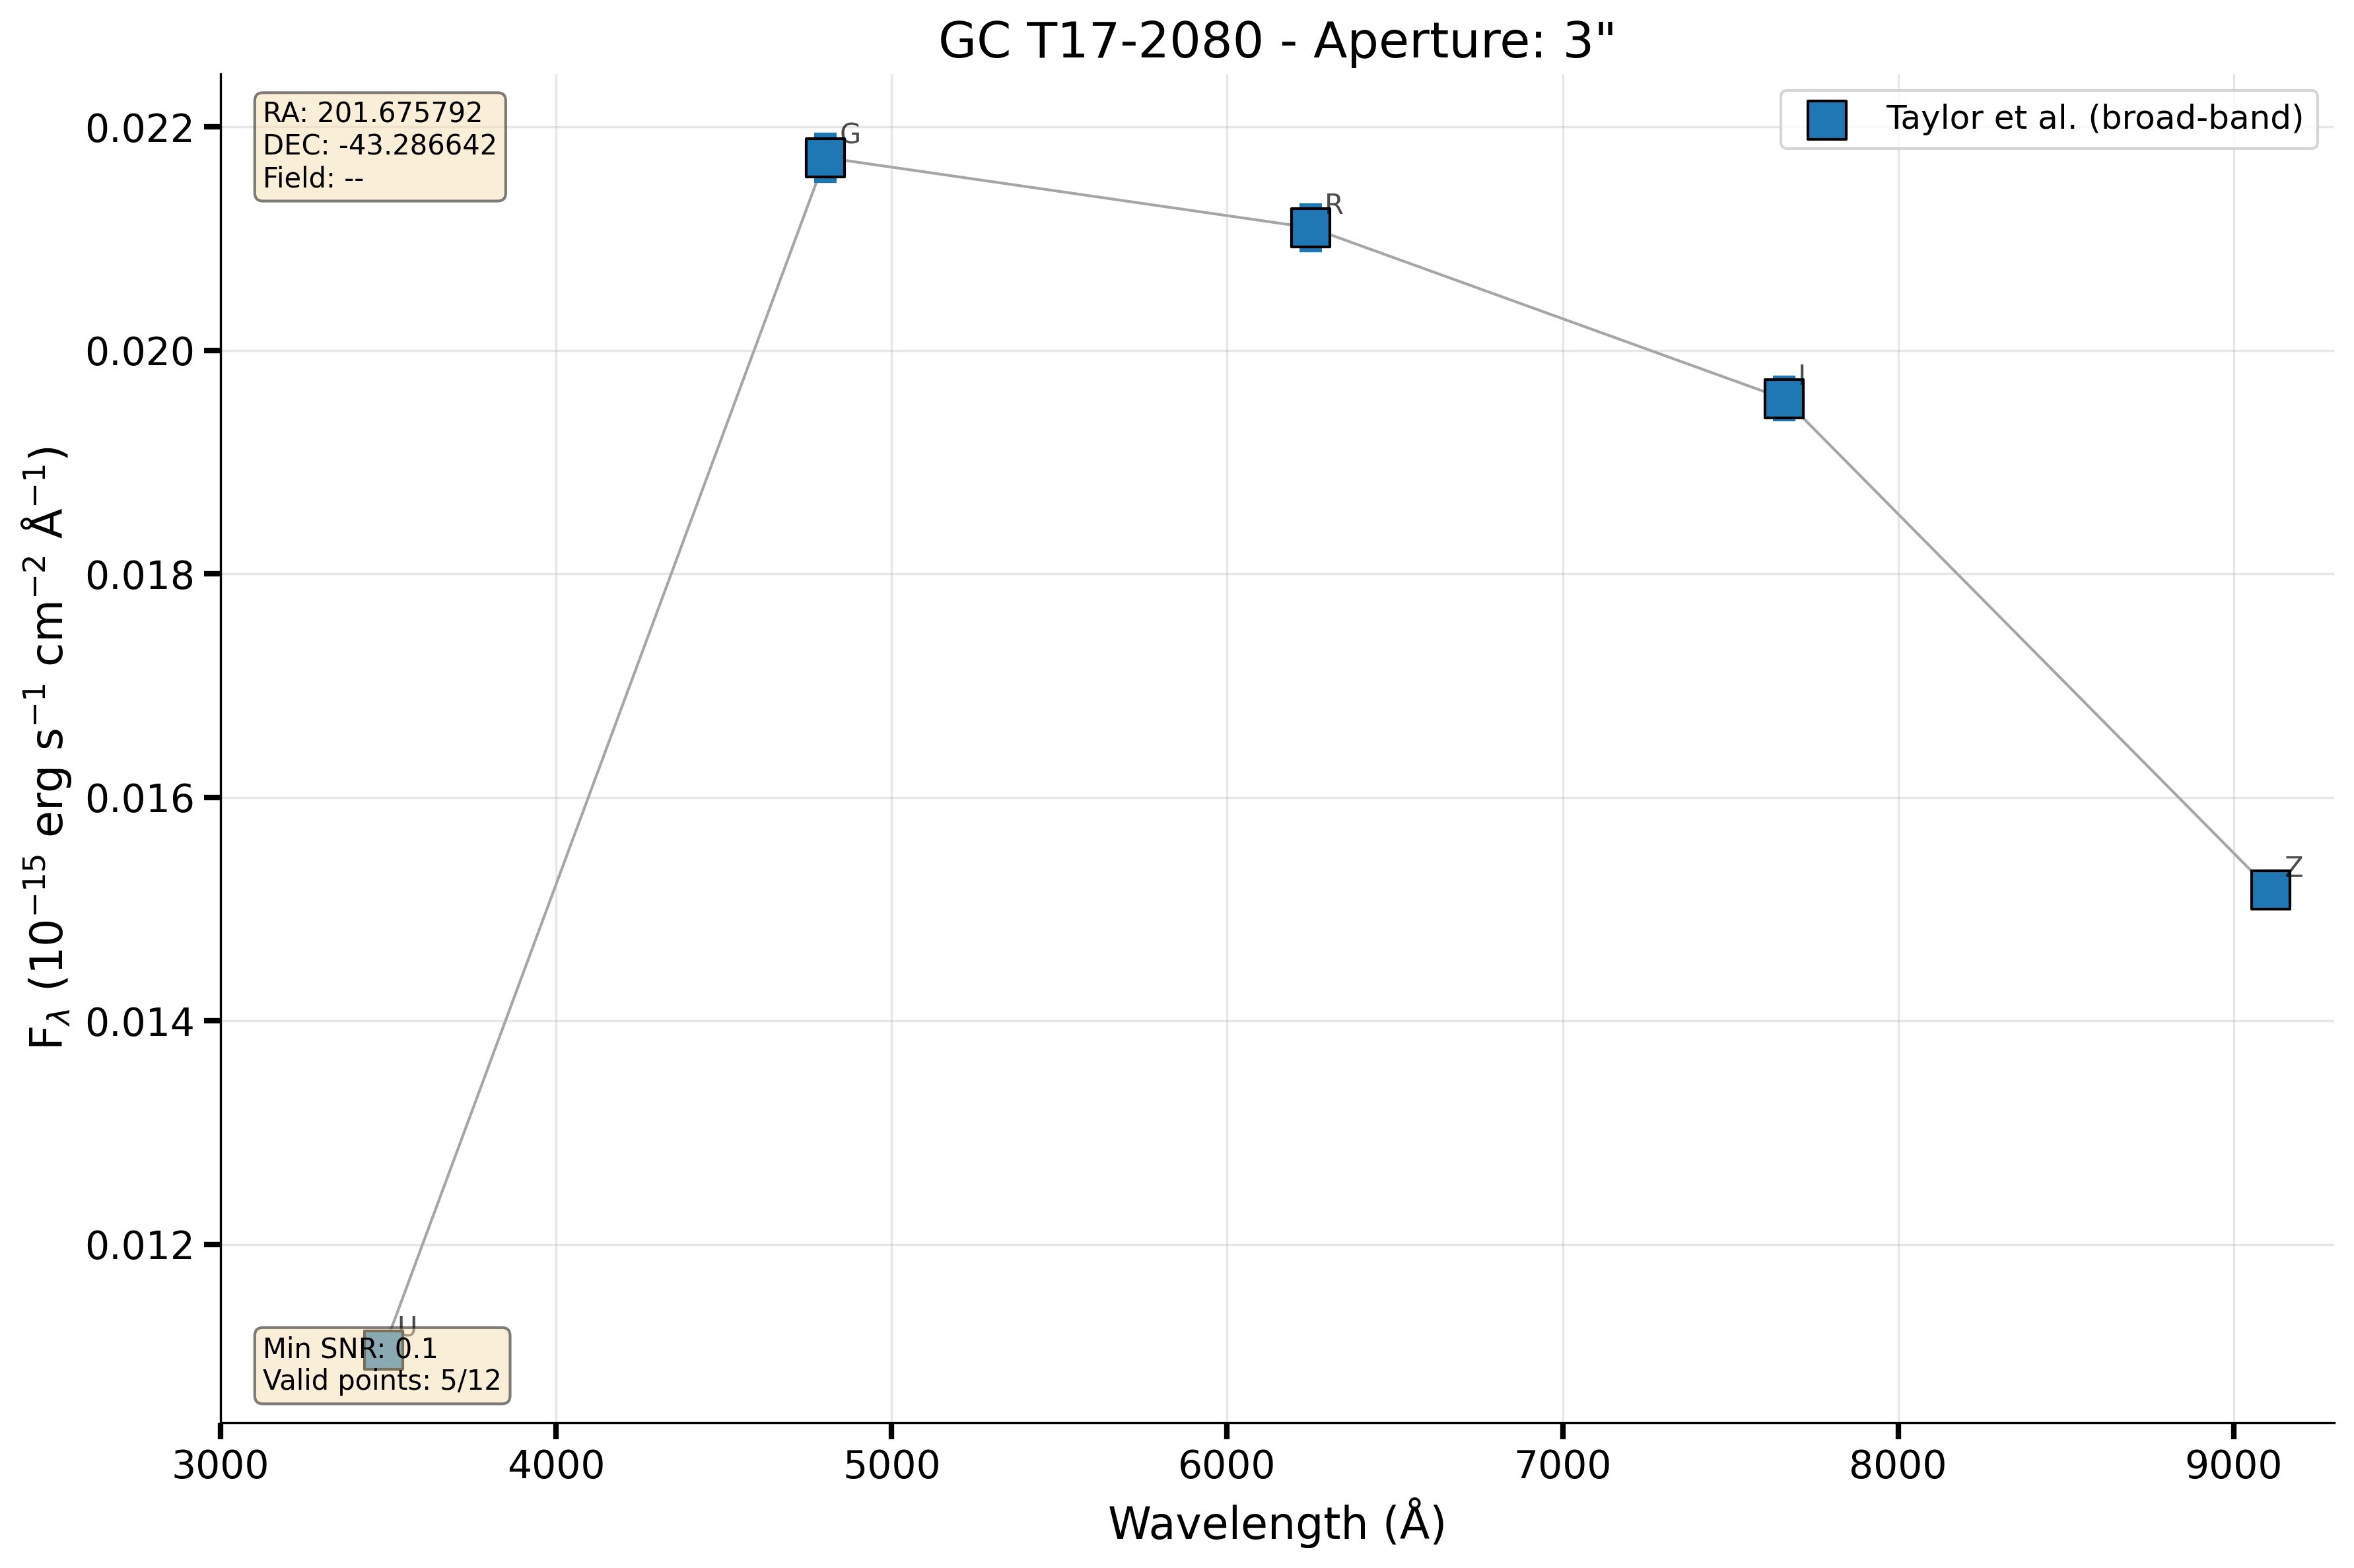 GC T17-2080 - Aperture: 3"
RA: 201.675792
DEC: -43.286642
Field: --
Taylor et al. (broad-band)
G
R
I
Z
U
Min SNR: 0.1
Valid points: 5/12
0.022
0.020
0.018
0.016
0.014
0.012
F_λ (10⁻¹⁵ erg s⁻¹ cm⁻² Å⁻¹)
3000 4000 5000 6000 7000 8000 9000
Wavelength (Å)